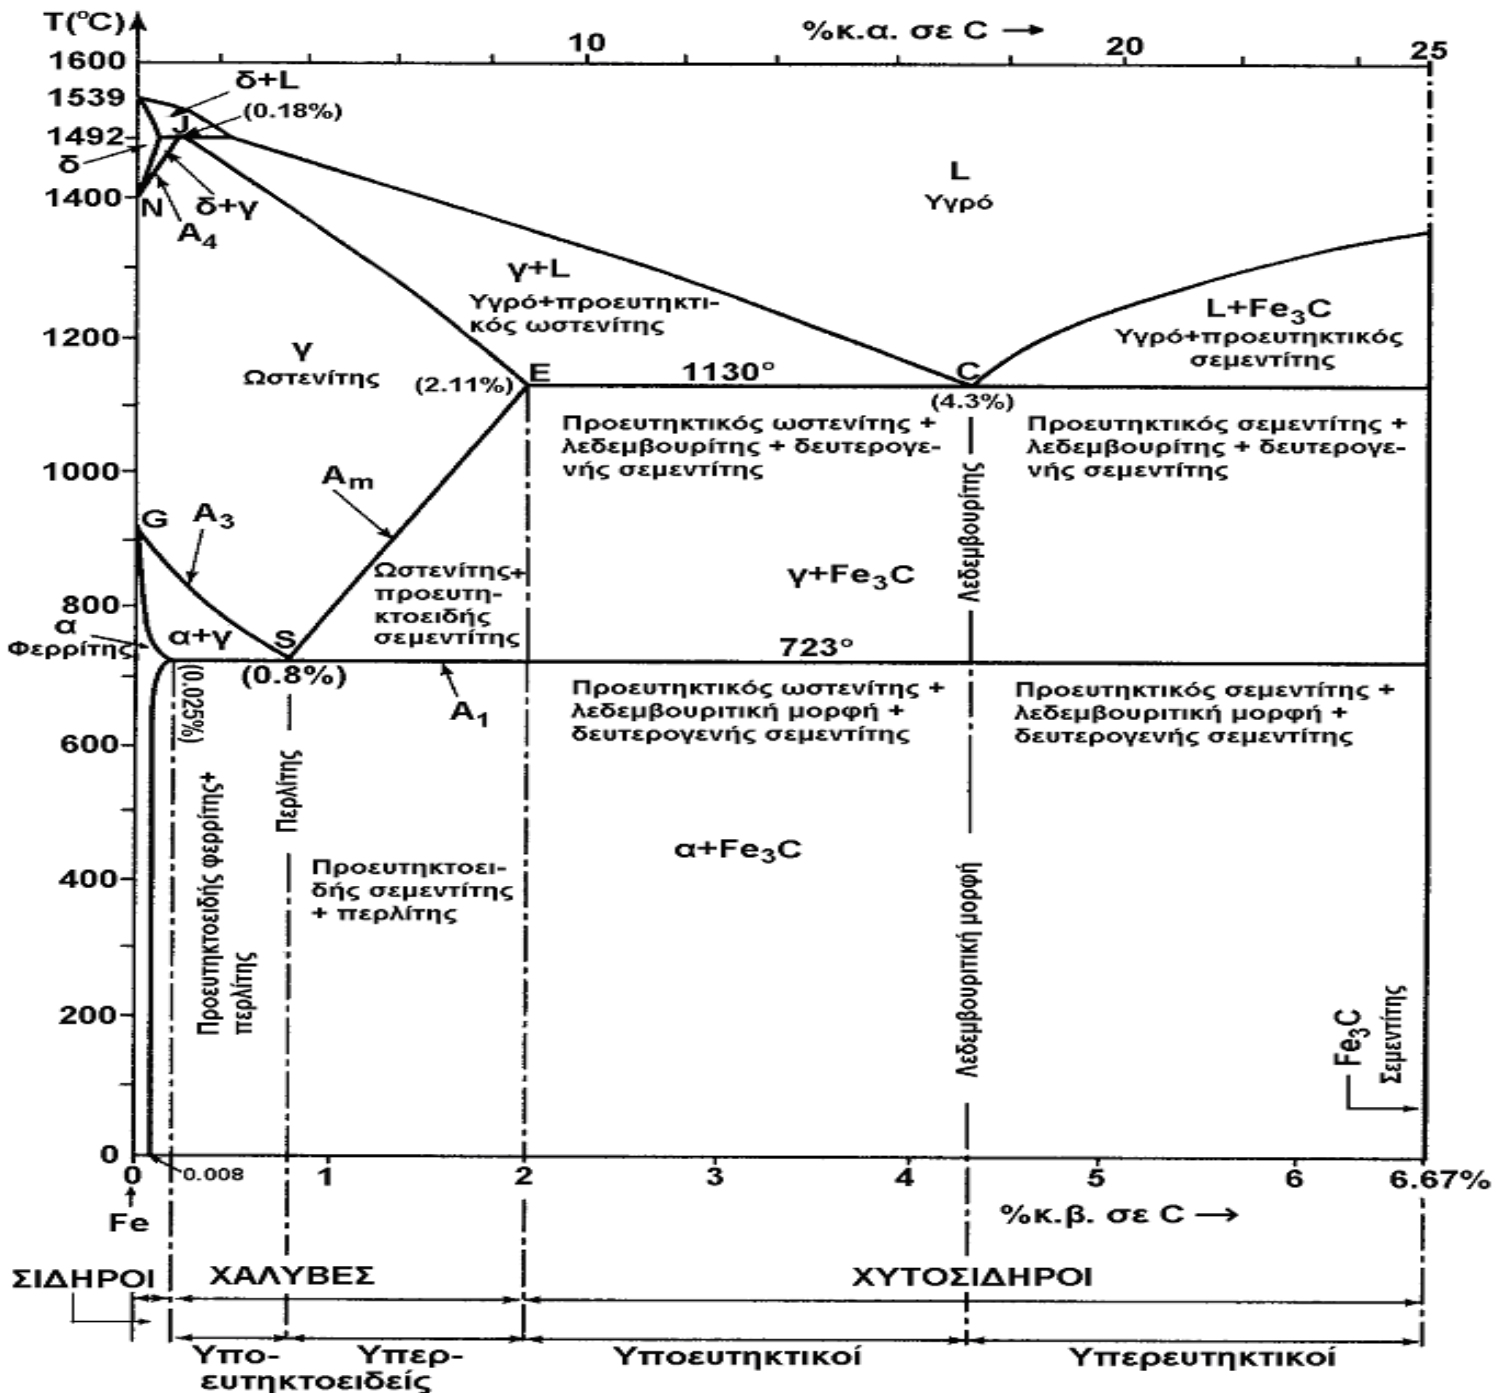 T(°C)
%κ.α. σε C →
10
20
25
1600
1539
1492
1400
1200
1000
800
600
400
200
0
δ+L
J
(0.18%)
δ
N
δ+γ
A4
L
Υγρό
γ+L
Υγρό+προευτηκτι-
κός ωστενίτης
L+Fe3C
Υγρό+προευτηκτικός
σεμεντίτης
γ
Ωστενίτης
(2.11%)
E
1130°
C
(4.3%)
Προευτηκτικός ωστενίτης +
λεδεμβουρίτης + δευτερογε-
νής σεμεντίτης
Προευτηκτικός σεμεντίτης +
λεδεμβουρίτης + δευτερογε-
νής σεμεντίτης
Λεδεμβουρίτης
Am
G
A3
Ωστενίτης+
προευτη-
κτοειδής
σεμεντίτης
γ+Fe3C
α
Φερρίτης
α+γ
S
723°
(0.8%)
(0.025%)
A1
Προευτηκτικός ωστενίτης +
λεδεμβουριτική μορφή +
δευτερογενής σεμεντίτης
Προευτηκτικός σεμεντίτης +
λεδεμβουριτική μορφή +
δευτερογενής σεμεντίτης
Προευτηκτοειδής φερρίτης+
περλίτης
Περλίτης
Προευτηκτοει-
δής σεμεντίτης
+ περλίτης
α+Fe3C
Λεδεμβουριτική μορφή
Fe3C
Σεμεντίτης
0
0.008
1
2
3
4
5
6
6.67%
Fe
%κ.β. σε C →
ΣΙΔΗΡΟΙ
ΧΑΛΥΒΕΣ
ΧΥΤΟΣΙΔΗΡΟΙ
Υπο-
Υπερ-
ευτηκτοειδείς
Υποευτηκτικοί
Υπερευτηκτικοί